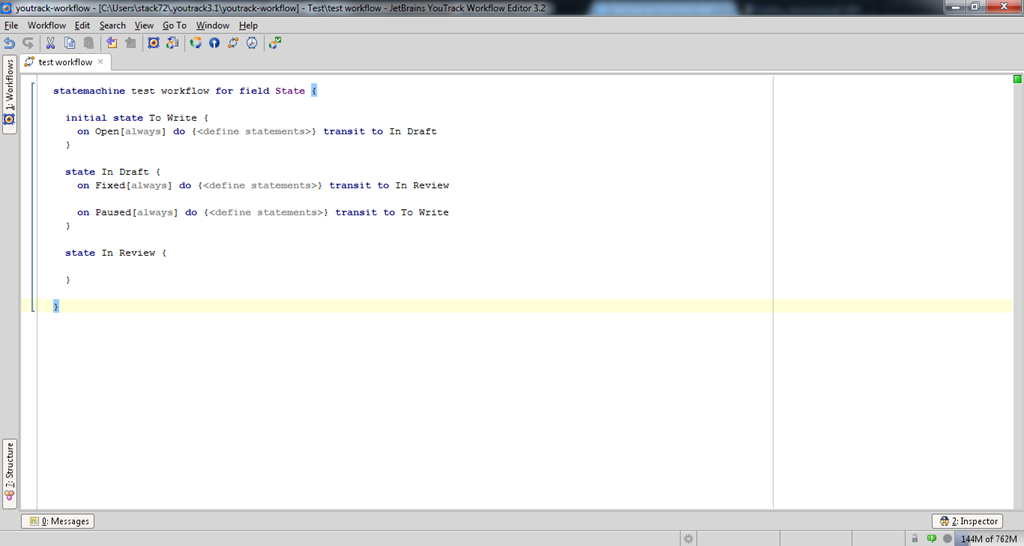 youtrack-workflow - [C:\Users\stack72\.youtrack3.1\youtrack-workflow] - Test\test workflow - JetBrains YouTrack Workflow Editor 3.2
File Workflow Edit Search View Go To Window Help
test workflow
1: Workflows
statemachine test workflow for field State {
initial state To Write {
on Open[always] do {<define statements>} transit to In Draft
}
state In Draft {
on Fixed[always] do {<define statements>} transit to In Review
on Paused[always] do {<define statements>} transit to To Write
}
state In Review {
}
}
7: Structure
0: Messages
2: Inspector
144M of 762M